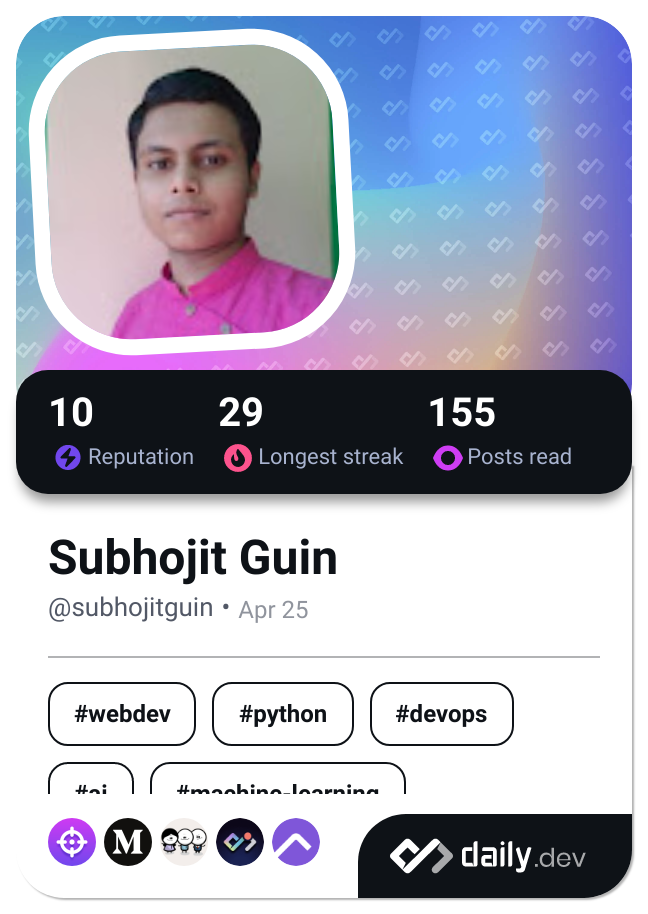 10 29 155
Reputation Longest streak Posts read
Subhojit Guin
@subhojitguin • Apr 25
#webdev #python #devops
#ai #machine-learning
M daily.dev